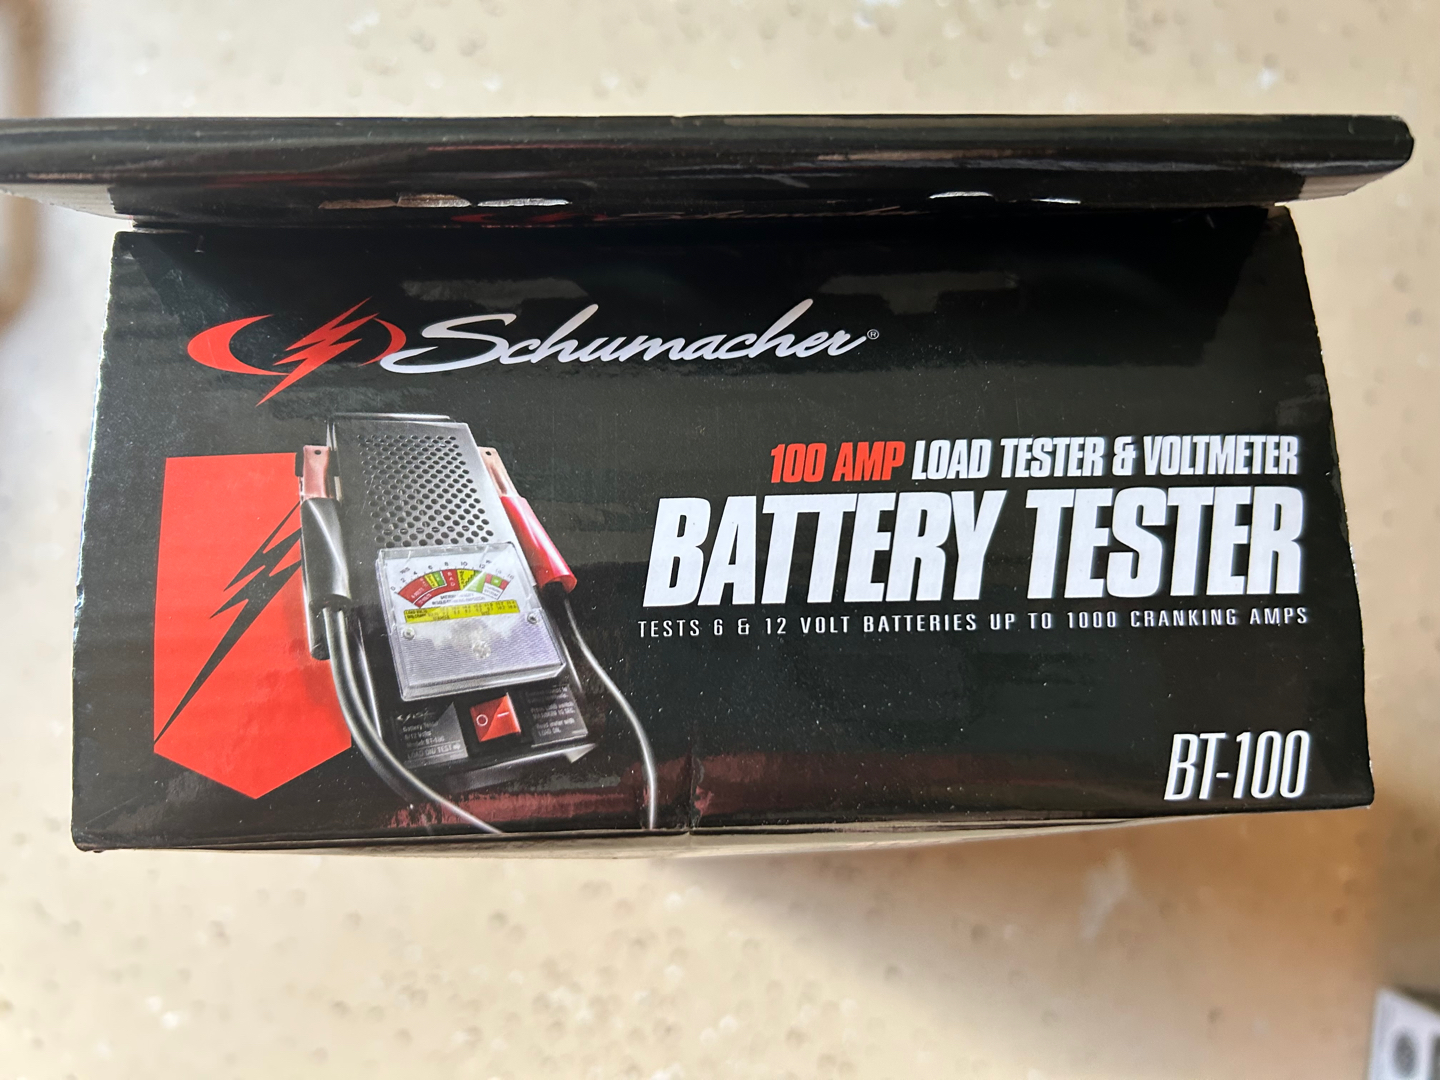 Schumacher®
100 AMP LOAD TESTER & VOLTMETER
BATTERY TESTER
TESTS 6 & 12 VOLT BATTERIES UP TO 1000 CRANKING AMPS
BT-100